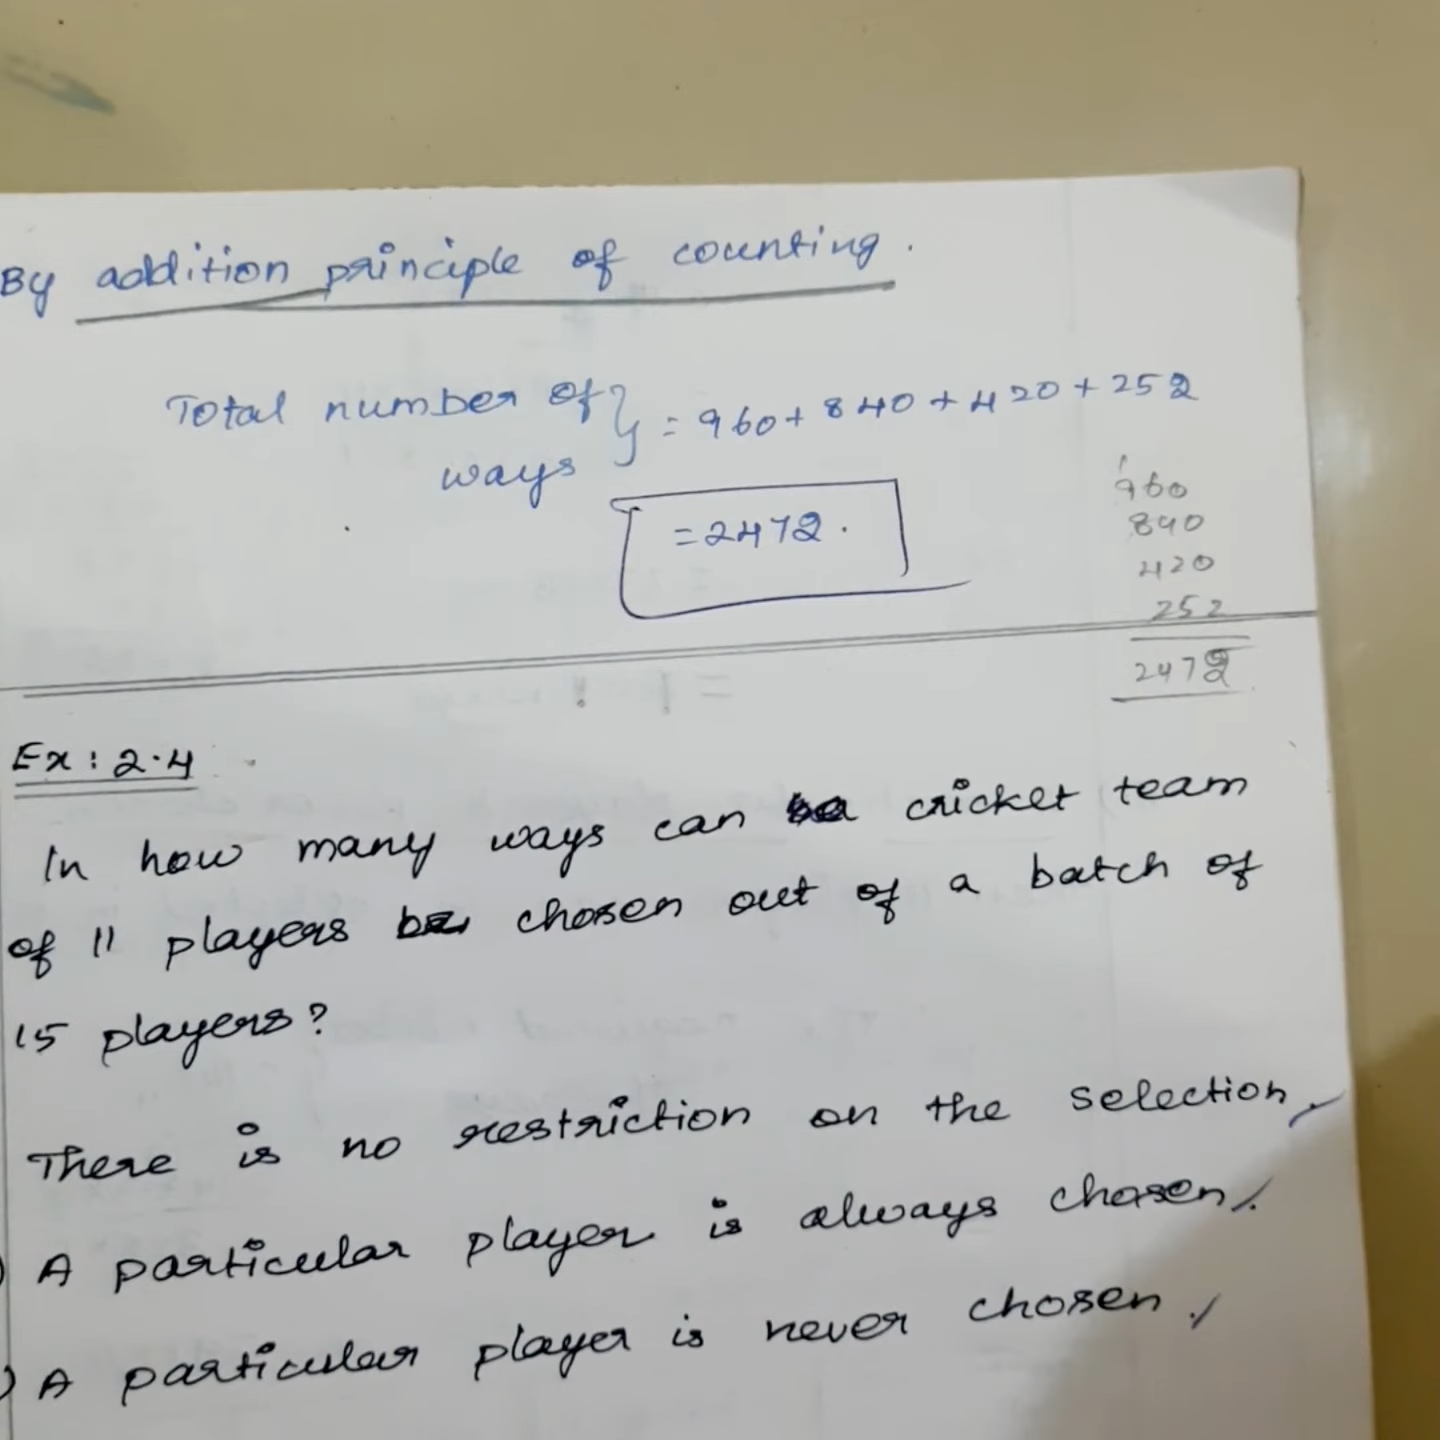 By addition principle of counting.
Total number of } = 960 + 840 + 420 + 252
ways
= 2472.
960
840
420
252
2472
Ex: 2.4
In how many ways can a cricket team
of 11 players be chosen out of a batch of
15 players?
There is no restriction on the selection.
) A particular player is always chosen.
) A particular player is never chosen.